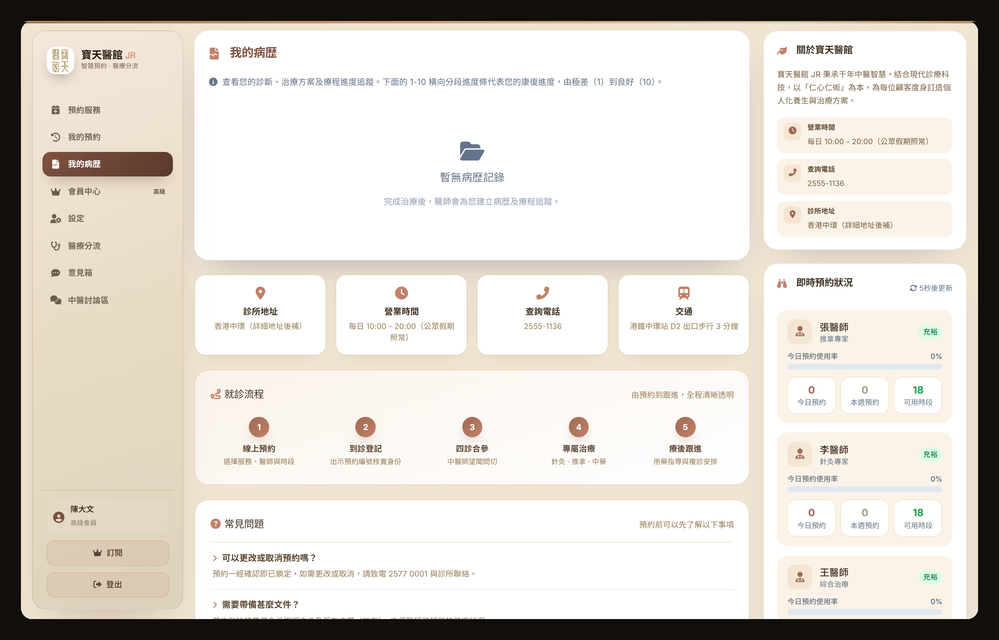 寶天醫館 JR
智慧預約 · 醫療分流
預約服務
我的預約
我的病歷
會員中心 高級
設定
醫療分流
意見箱
中醫討論區
陳大文
高級會員
訂閱
登出
我的病歷
查看您的診斷、治療方案及療程進度追蹤。下面的 1-10 橫向分段進度條代表您的康復進度，由極差（1）到良好（10）。
暫無病歷記錄
完成治療後，醫師會為您建立病歷及療程追蹤。
診所地址
香港中環（詳細地址後補）
營業時間
每日 10:00 - 20:00（公眾假期
照常）
查詢電話
2555-1136
交通
港鐵中環站 D2 出口步行 3 分鐘
就診流程
由預約到跟進，全程清晰透明
1
線上預約
選擇服務、醫師與時段
2
到診登記
出示預約編號核實身份
3
四診合參
中醫師望聞問切
4
專屬治療
針灸 · 推拿 · 中藥
5
療後跟進
用藥指導與複診安排
常見問題
預約前可以先了解以下事項
可以更改或取消預約嗎？
預約一經確認即已鎖定，如需更改或取消，請致電 2577 0001 與診所聯絡。
需要帶備甚麼文件？
關於寶天醫館
寶天醫館 JR 秉承千年中醫智慧，結合現代診療科
技，以「仁心仁術」為本，為每位顧客度身訂造個
人化養生與治療方案。
營業時間
每日 10:00 - 20:00（公眾假期照常）
查詢電話
2555-1136
診所地址
香港中環（詳細地址後補）
即時預約狀況
5秒後更新
張醫師
推拿專家
充裕
今日預約使用率 0%
0 0 18
今日預約 本週預約 可用時段
李醫師
針灸專家
充裕
今日預約使用率 0%
0 0 18
今日預約 本週預約 可用時段
王醫師
綜合治療
充裕
今日預約使用率 0%